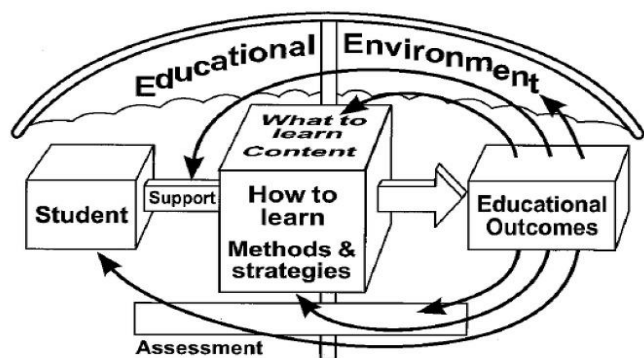 Educational Environment
What to
learn
Content
Student
Support
How to
learn
Methods &
strategies
Educational
Outcomes
Assessment